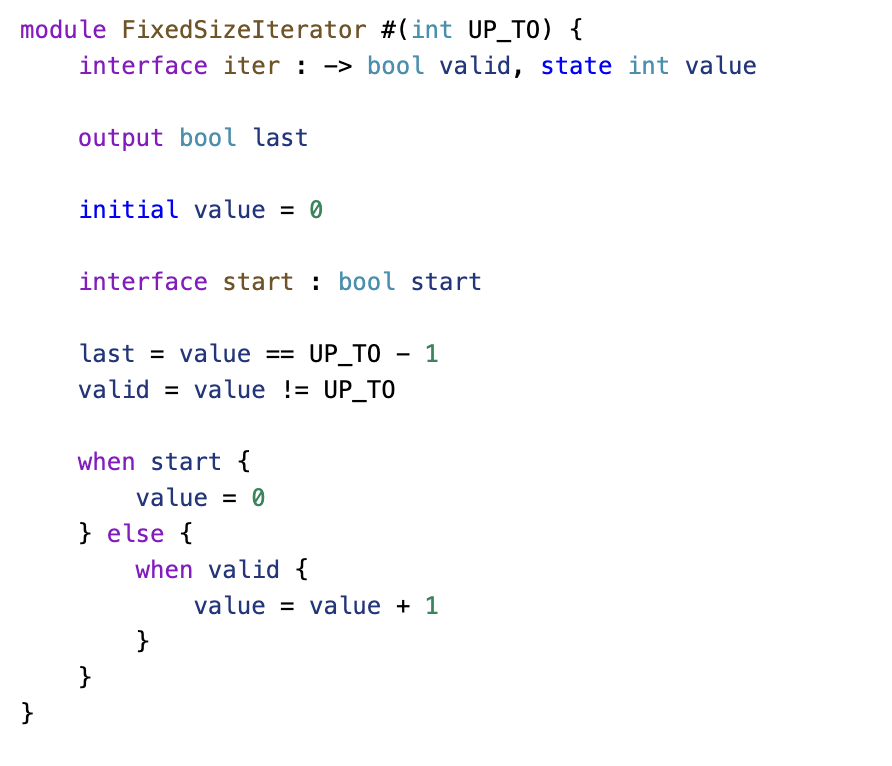 module FixedSizeIterator #(int UP_TO) {
    interface iter : -> bool valid, state int value

    output bool last

    initial value = 0

    interface start : bool start

    last = value == UP_TO - 1
    valid = value != UP_TO

    when start {
        value = 0
    } else {
        when valid {
            value = value + 1
        }
    }
}